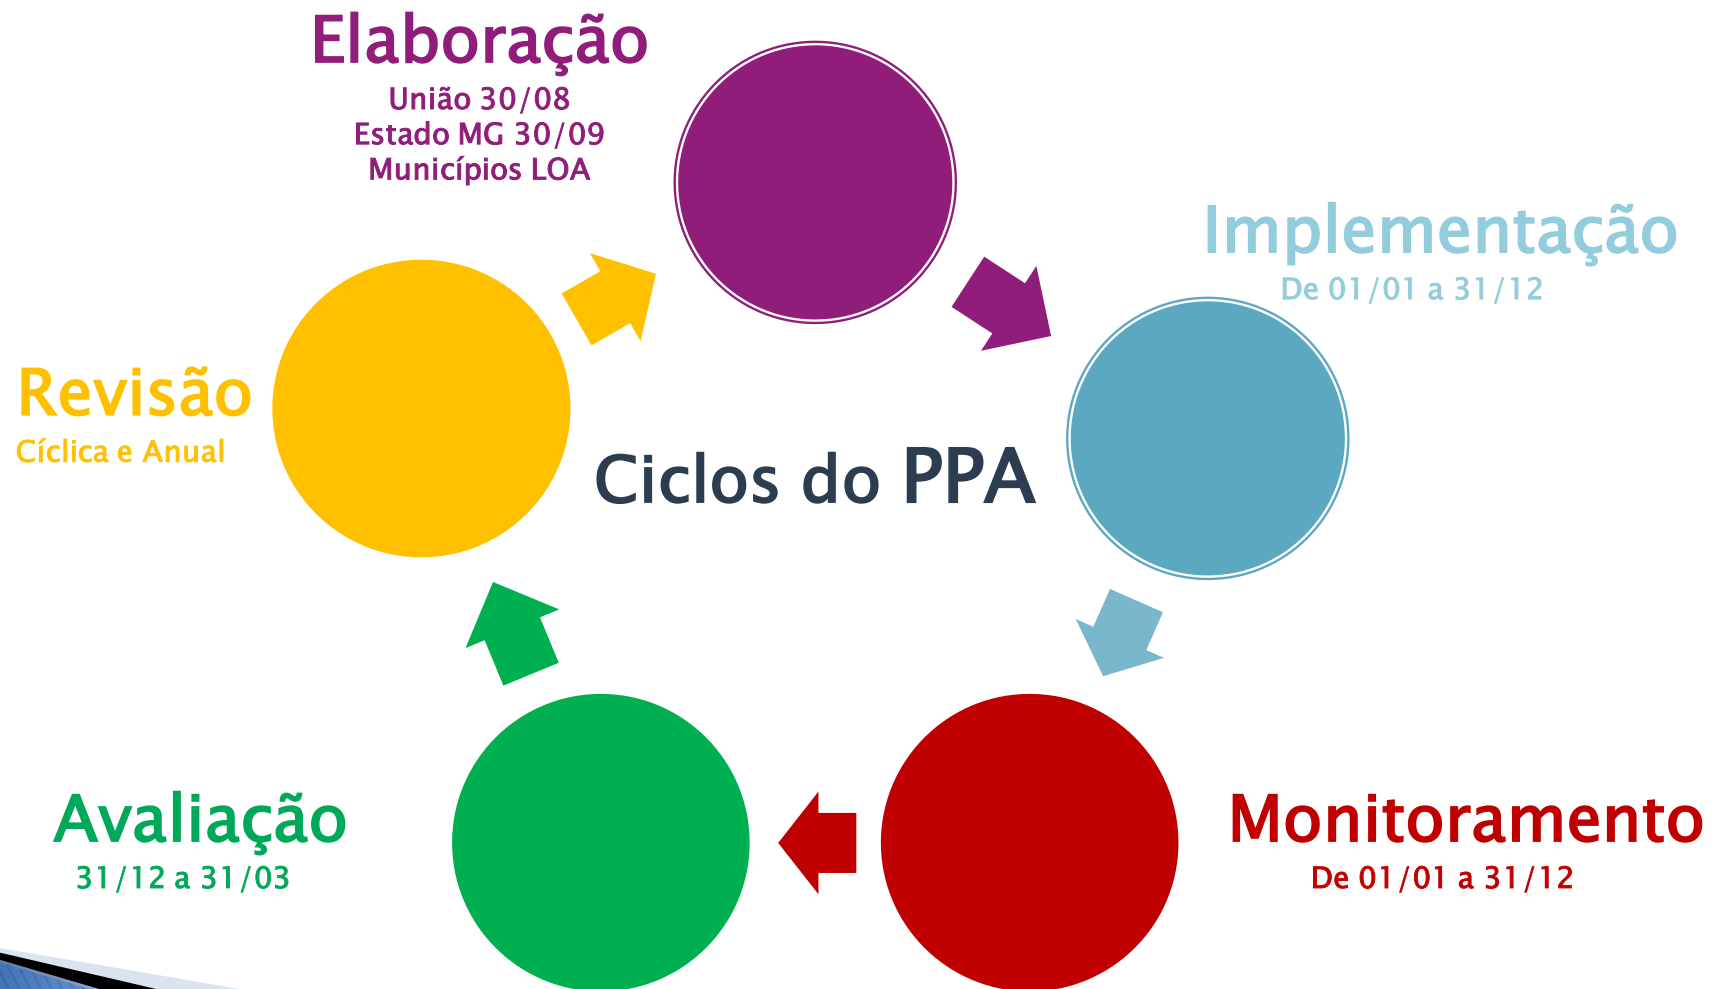 Elaboração
União 30/08
Estado MG 30/09
Municípios LOA
Implementação
De 01/01 a 31/12
Revisão
Cíclica e Anual
Ciclos do PPA
Avaliação
31/12 a 31/03
Monitoramento
De 01/01 a 31/12